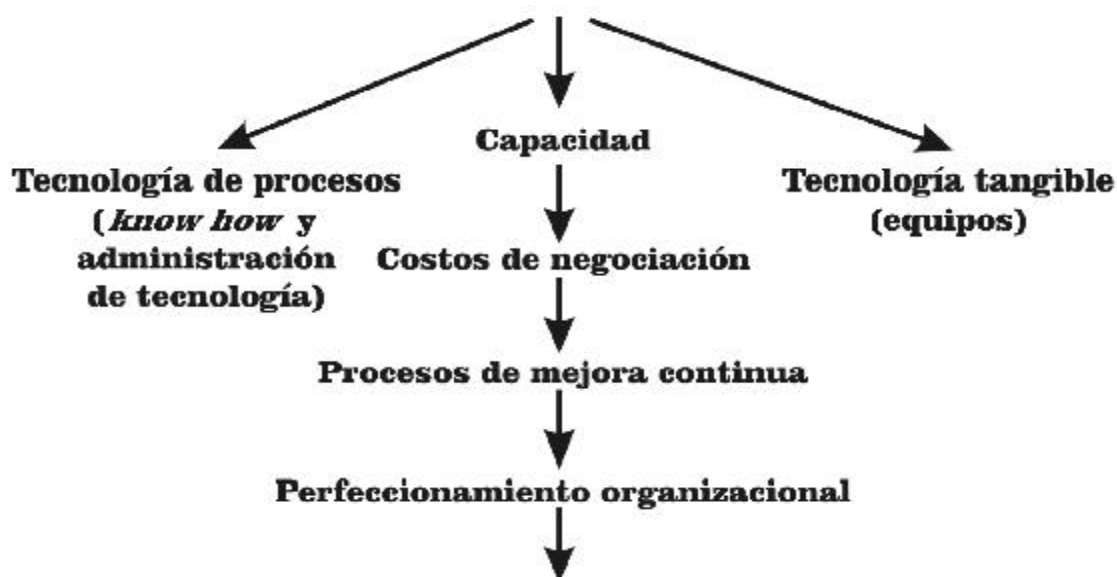 Capacidad
Tecnología de procesos
(know how y
administración
de tecnología)
Tecnología tangible
(equipos)
Costos de negociación
Procesos de mejora continua
Perfeccionamiento organizacional